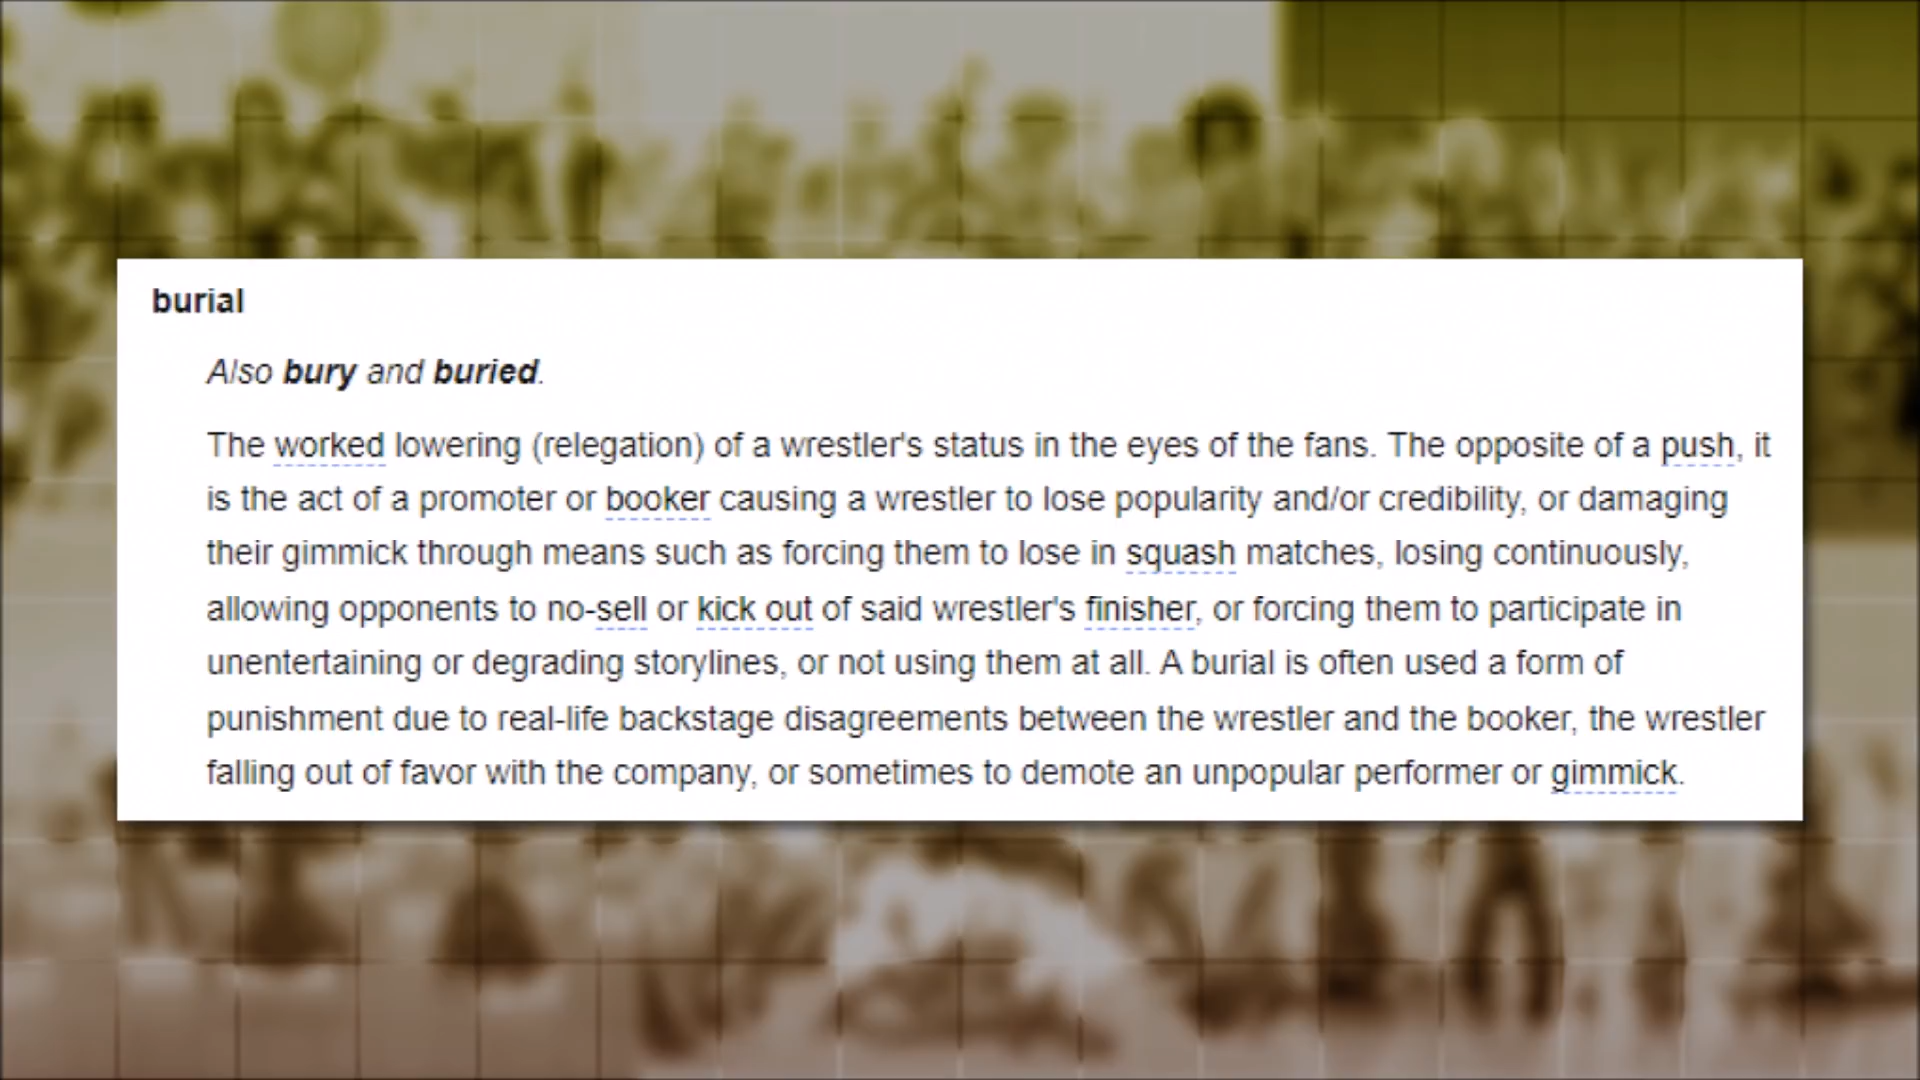 burial
Also bury and buried.
The worked lowering (relegation) of a wrestler's status in the eyes of the fans. The opposite of a push, it
is the act of a promoter or booker causing a wrestler to lose popularity and/or credibility, or damaging
their gimmick through means such as forcing them to lose in squash matches, losing continuously,
allowing opponents to no-sell or kick out of said wrestler's finisher, or forcing them to participate in
unentertaining or degrading storylines, or not using them at all. A burial is often used a form of
punishment due to real-life backstage disagreements between the wrestler and the booker, the wrestler
falling out of favor with the company, or sometimes to demote an unpopular performer or gimmick.